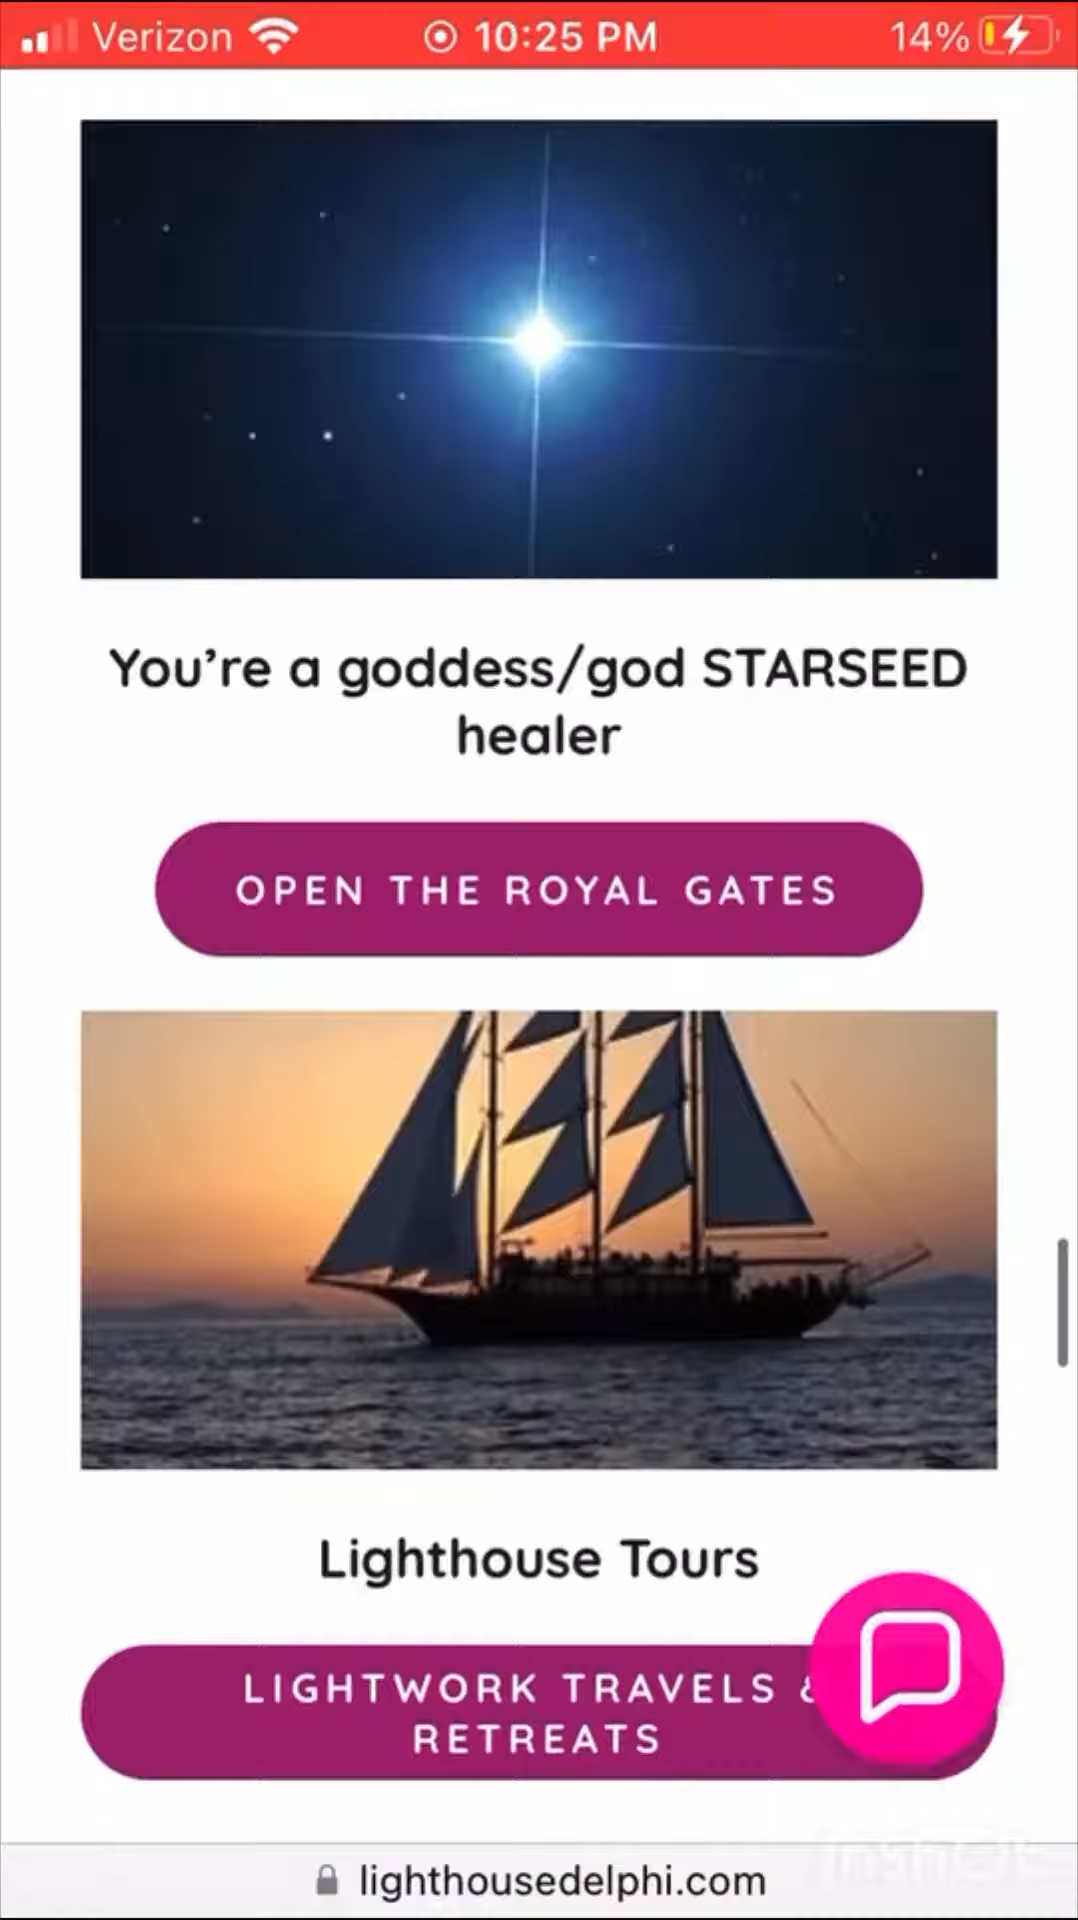 Verizon 10:25 PM 14%
You’re a goddess/god STARSEED
healer
OPEN THE ROYAL GATES
Lighthouse Tours
LIGHTWORK TRAVELS
RETREATS
lighthousedelphi.com